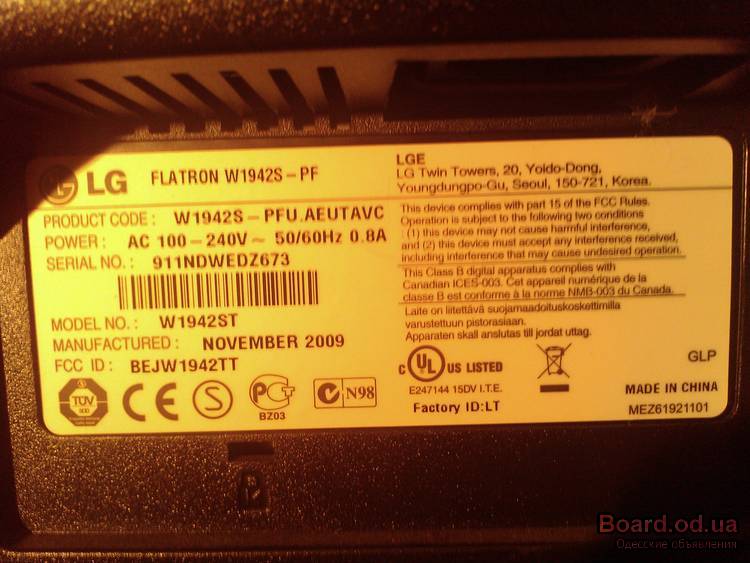 LG FLATRON W1942S-PF
PRODUCT CODE : W1942S-PFU.AEUTAVC
POWER : AC 100-240V~ 50/60Hz 0.8A
SERIAL NO. : 911NDWEDZ673
MODEL NO. : W1942ST
MANUFACTURED : NOVEMBER 2009
FCC ID : BEJW1942TT
TÜV
CE
S
PG
BZ03
N98
LGE
LG Twin Towers, 20, Yoido-Dong,
Youngdungpo-Gu, Seoul, 150-721, Korea.
This device complies with part 15 of the FCC Rules.
Operation is subject to the following two conditions
(1) this device may not cause harmful interference,
and (2) this device must accept any interference received,
including interference that may cause undesired operation.
This Class B digital apparatus complies with
Canadian ICES-003. Cet appareil numérique de la
classe B est conforme à la norme NMB-003 du Canada.
Laite on liitettävä suojamaadoituskoskettimilla
varustettuun pistorasiaan.
Apparaten skall anslutas till jordat uttag.
c UL US LISTED
E247144 15DV I.T.E.
Factory ID:LT
GLP
MADE IN CHINA
MEZ61921101
Board.od.ua
Одесские объявления